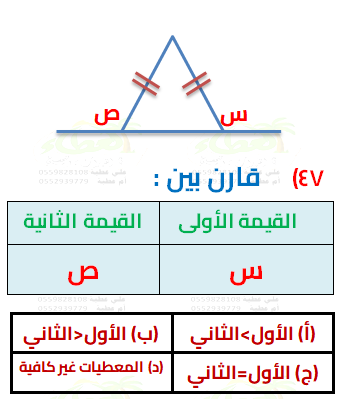 ص
س
٤٧) قارن بين :
القيمة الأولى القيمة الثانية
س ص
(أ) الأول>الثاني (ب) الأول<الثاني
(ج) الأول=الثاني (د) المعطيات غير كافية